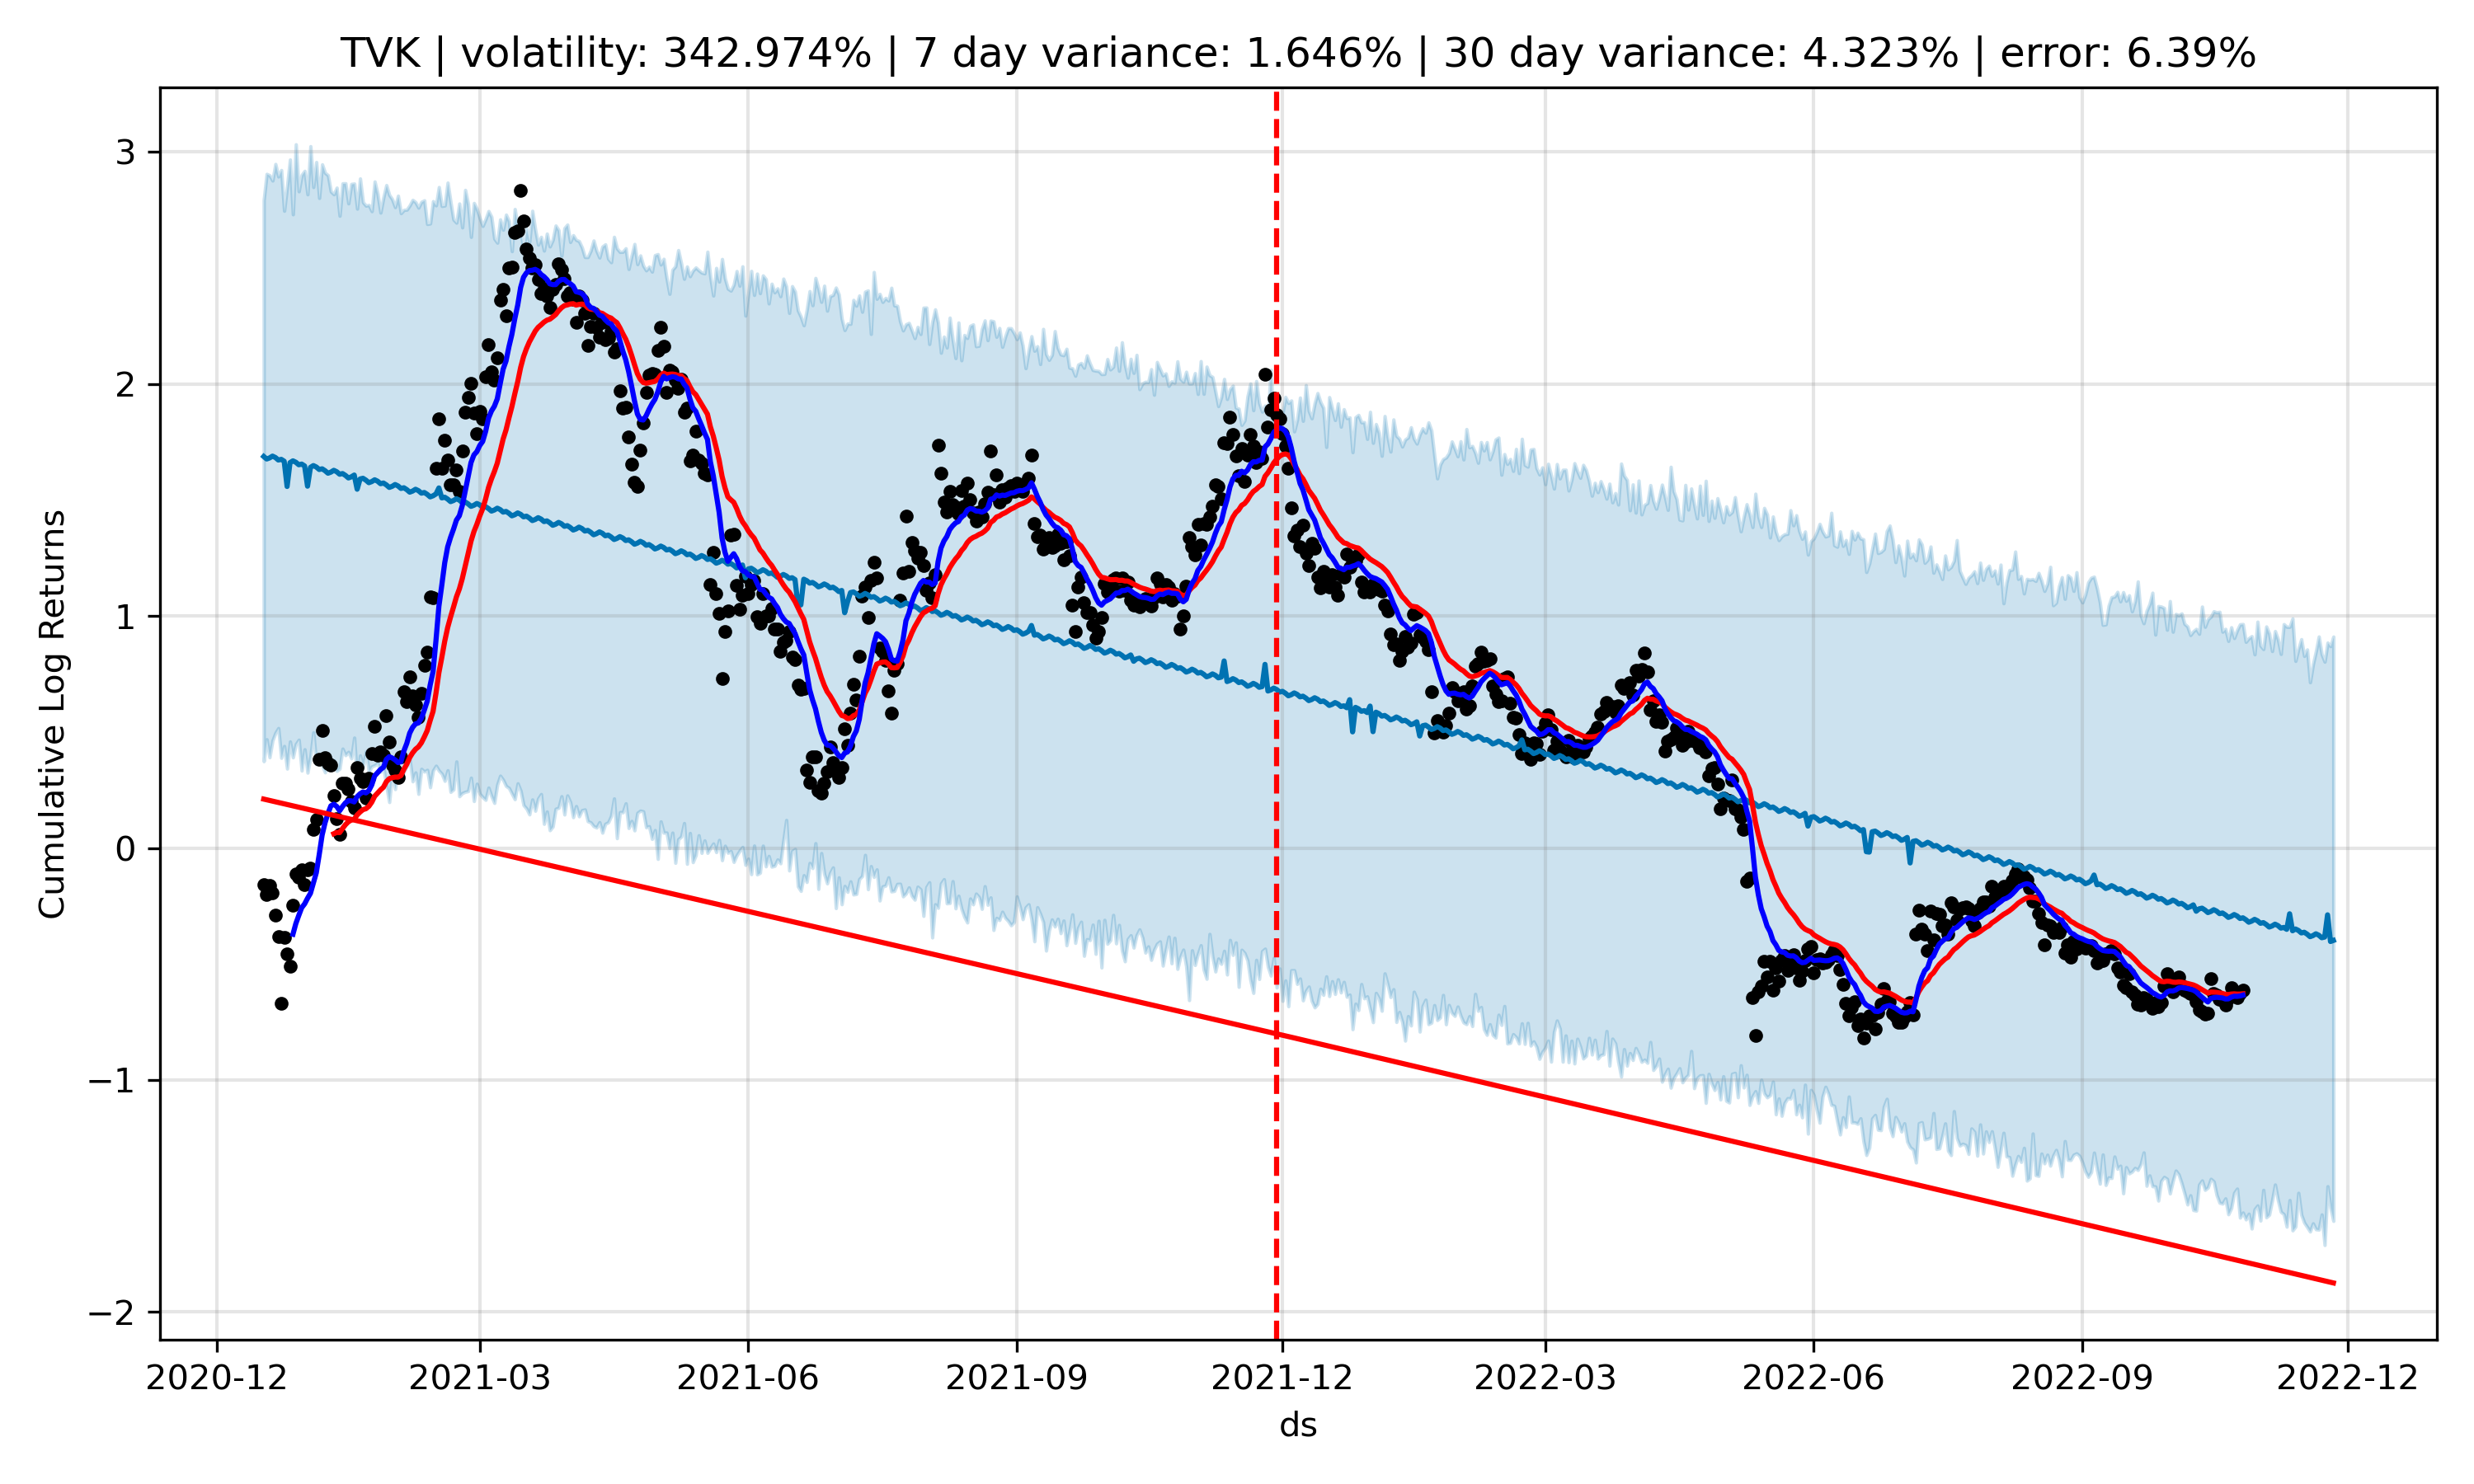 TVK | volatility: 342.974% | 7 day variance: 1.646% | 30 day variance: 4.323% | error: 6.39%
Cumulative Log Returns
3
2
1
0
−1
−2
2020-12 2021-03 2021-06 2021-09 2021-12 2022-03 2022-06 2022-09 2022-12
ds